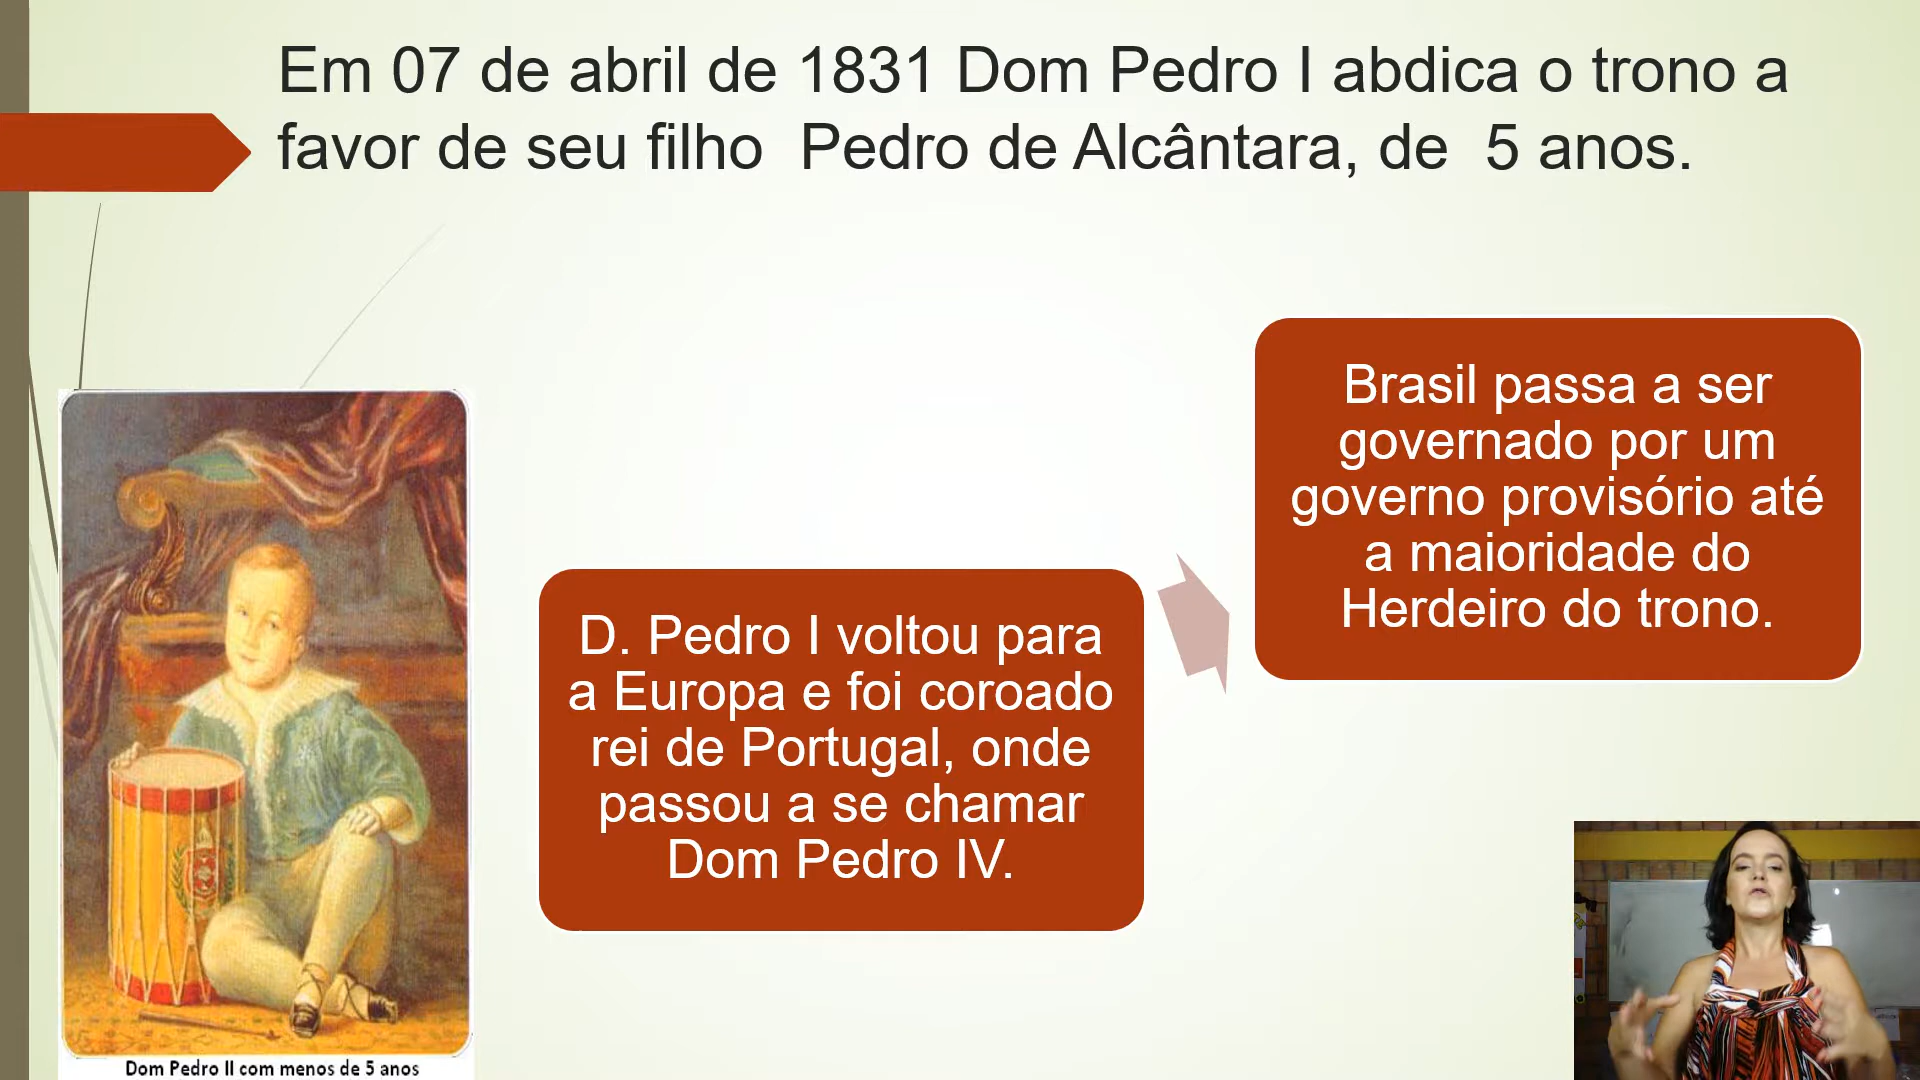 Em 07 de abril de 1831 Dom Pedro I abdica o trono a
favor de seu filho  Pedro de Alcântara, de  5 anos.
Brasil passa a ser
governado por um
governo provisório até
a maioridade do
Herdeiro do trono.
D. Pedro I voltou para
a Europa e foi coroado
rei de Portugal, onde
passou a se chamar
Dom Pedro IV.
Dom Pedro II com menos de 5 anos